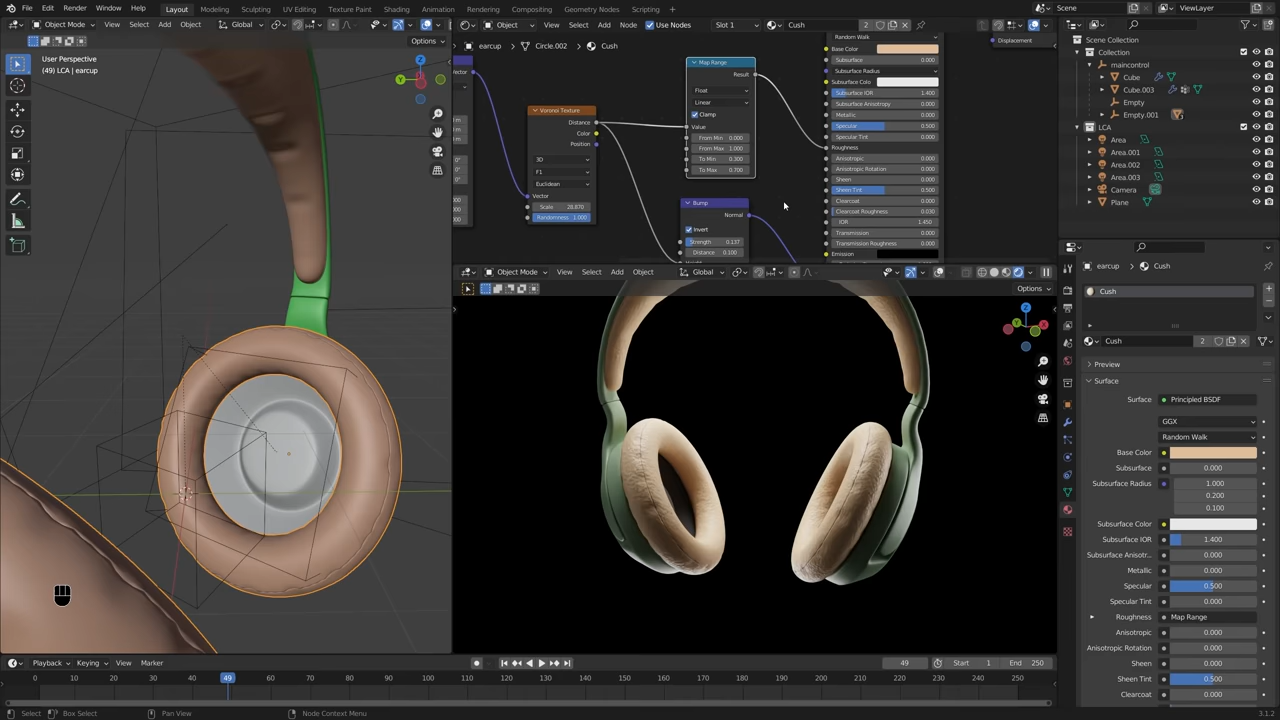 File Edit Render Window Help Layout Modeling Sculpting UV Editing Texture Paint Shading Animation Rendering Compositing Geometry Nodes Scripting Scene ViewLayer
Object Mode View Select Add Object Global
Options
User Perspective
(49) LCA | earcup
Object View Select Add Node Use Nodes Slot 1 Cush 2
earcup Circle.002 Cush
Vector
Voronoi Texture
Distance
Color
Position
3D
F1
Euclidean
Vector
Scale 28.870
Randomness 1.000
Map Range
Result
Float
Linear
Clamp
Value
From Min 0.000
From Max 1.000
To Min 0.300
To Max 0.700
Bump
Normal
Invert
Strength 0.137
Distance 0.100
Random Walk
Base Color
Subsurface 0.000
Subsurface Radius
Subsurface Colo
Subsurface IOR 1.400
Subsurface Anisotropy 0.000
Metallic 0.000
Specular 0.500
Specular Tint 0.000
Roughness
Anisotropic 0.000
Anisotropic Rotation 0.000
Sheen 0.000
Sheen Tint 0.500
Clearcoat 0.000
Clearcoat Roughness 0.030
IOR 1.450
Transmission 0.000
Transmission Roughness 0.000
Emission
Displacement
Object Mode View Select Add Object Global
Options
Scene Collection
Collection
maincontrol
Cube
Cube.003
Empty
Empty.001
LCA
Area
Area.001
Area.002
Area.003
Camera
Plane
earcup Cush
Cush
Cush 2
Preview
Surface
Surface Principled BSDF
GGX
Random Walk
Base Color
Subsurface 0.000
Subsurface Radius 1.000
0.200
0.100
Subsurface Color
Subsurface IOR 1.400
Subsurface Anisotr... 0.000
Metallic 0.000
Specular 0.500
Specular Tint 0.000
Roughness Map Range
Anisotropic 0.000
Anisotropic Rotation 0.000
Sheen 0.000
Sheen Tint 0.500
Clearcoat 0.000
Playback Keying View Marker 49 Start 1 End 250
0 10 20 30 40 49 60 70 80 90 100 110 120 130 140 150 160 170 180 190 200 210 220 230 240 250
Select Box Select Pan View Node Context Menu 3.1.2